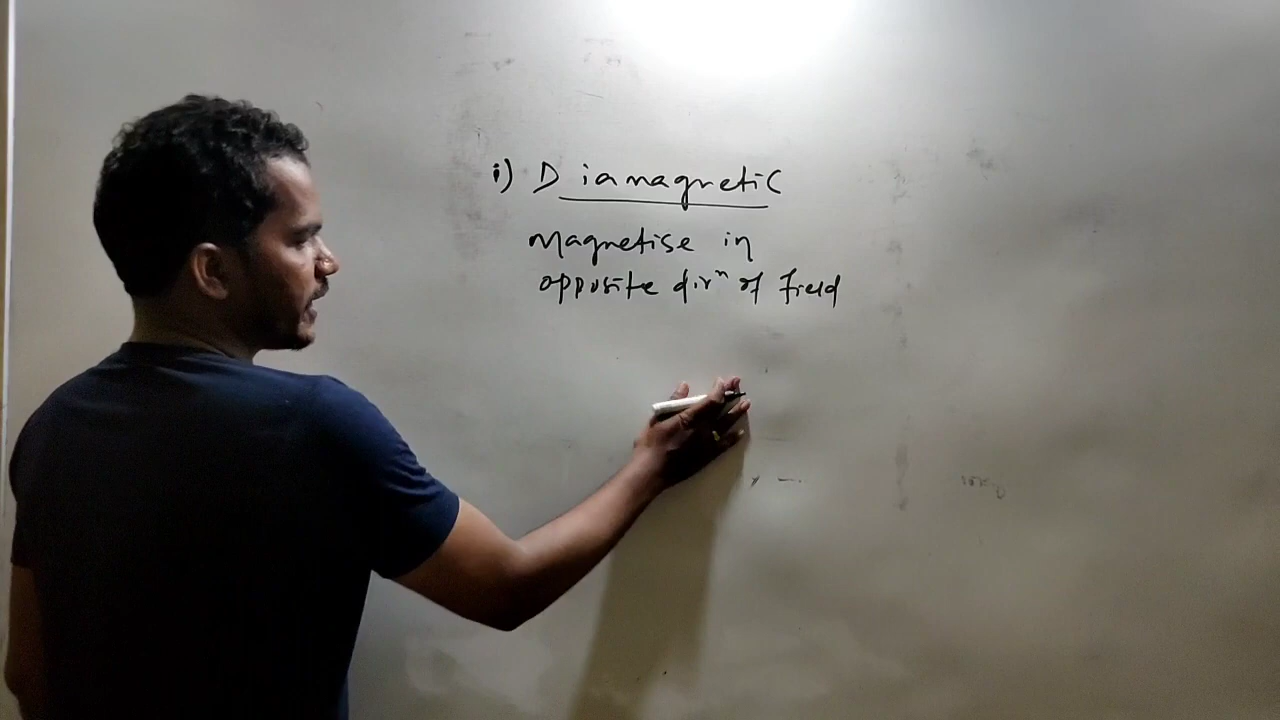 i) Diamagnetic
Magnetise in
opposite dirⁿ of field